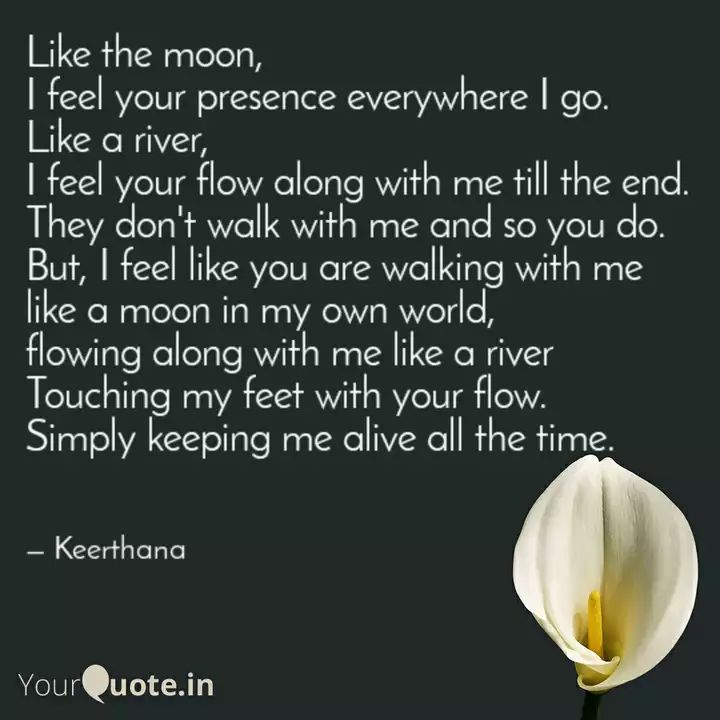 Like the moon,
I feel your presence everywhere I go.
Like a river,
I feel your flow along with me till the end.
They don't walk with me and so you do.
But, I feel like you are walking with me
like a moon in my own world,
flowing along with me like a river
Touching my feet with your flow.
Simply keeping me alive all the time.
– Keerthana
YourQuote.in